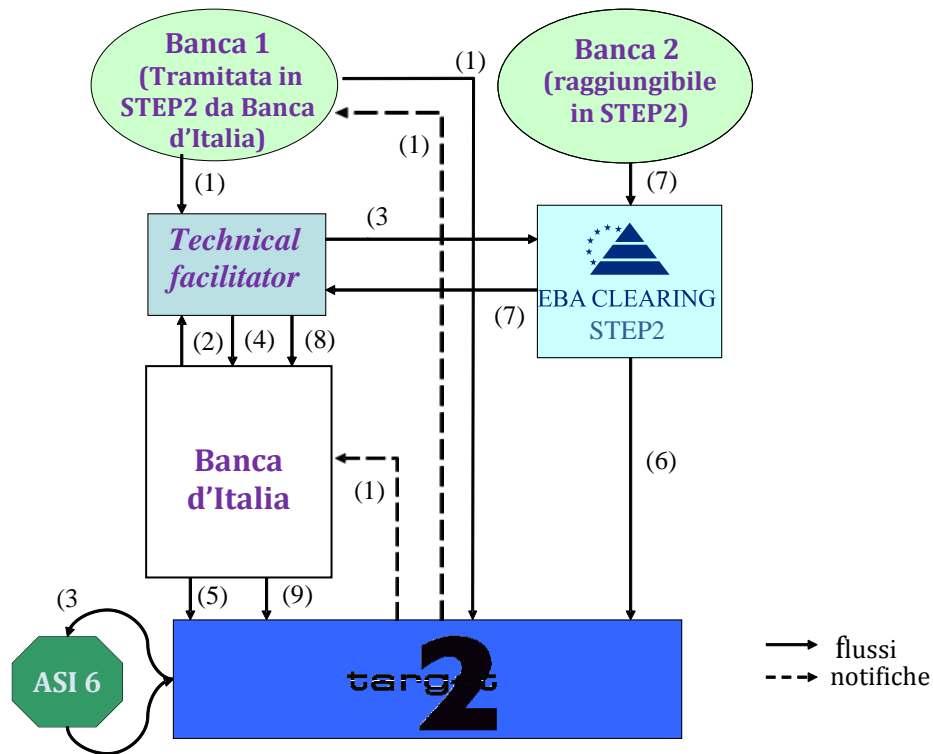 Banca 1
(Tramitata in
STEP2 da Banca
d'Italia)
(1)
Banca 2
(raggiungibile
in STEP2)
(1)
(1)
(7)
(3
Technical
facilitator
EBA CLEARING
STEP2
(7)
(2)
(4)
(8)
Banca
d'Italia
(1)
(6)
(5)
(9)
(3
ASI 6
target
2
flussi
notifiche